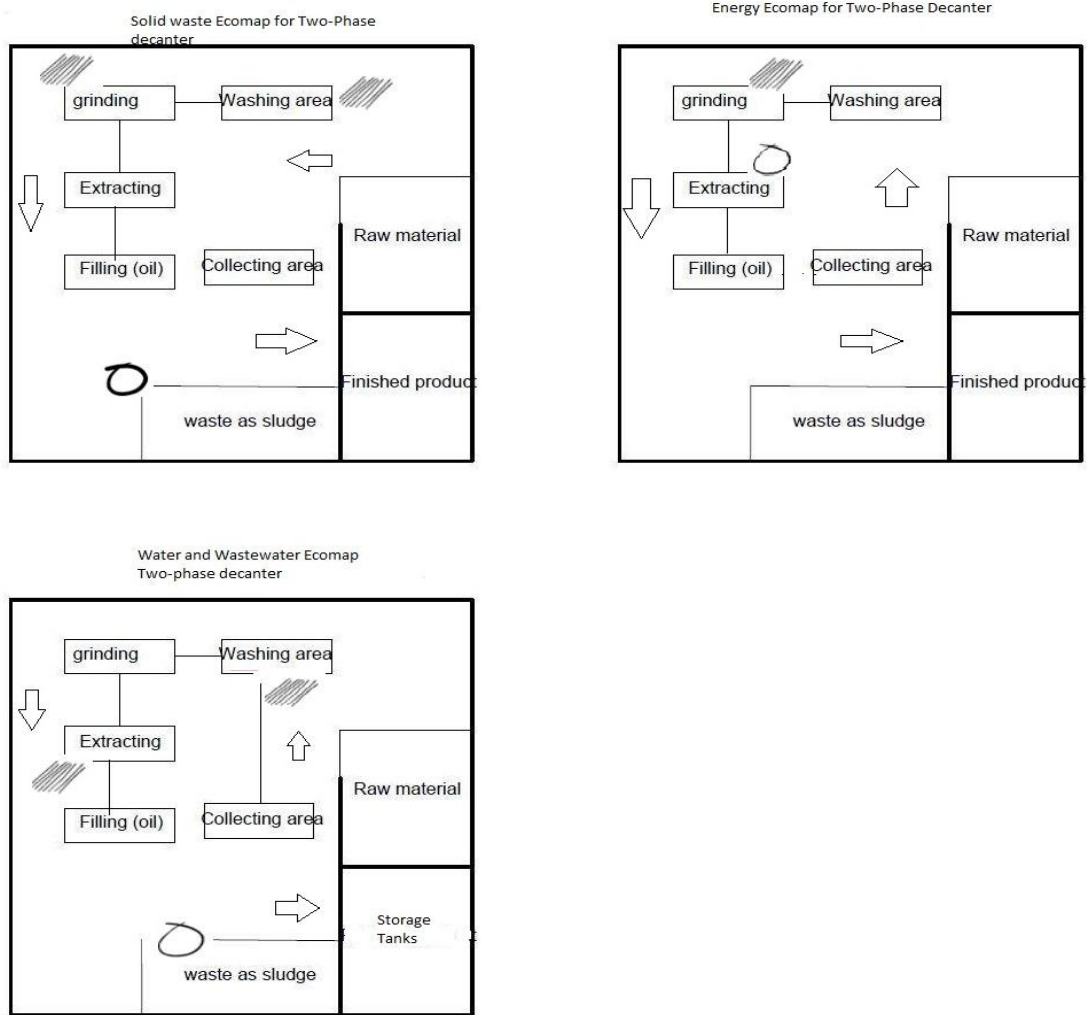 Solid waste Ecomap for Two-Phase
decanter
grinding
Washing area
Extracting
Raw material
Filling (oil)
Collecting area
Finished product
waste as sludge
Energy Ecomap for Two-Phase Decanter
grinding
Washing area
Extracting
Raw material
Filling (oil)
Collecting area
Finished product
waste as sludge
Water and Wastewater Ecomap
Two-phase decanter
grinding
Washing area
Extracting
Raw material
Filling (oil)
Collecting area
Storage
Tanks
waste as sludge